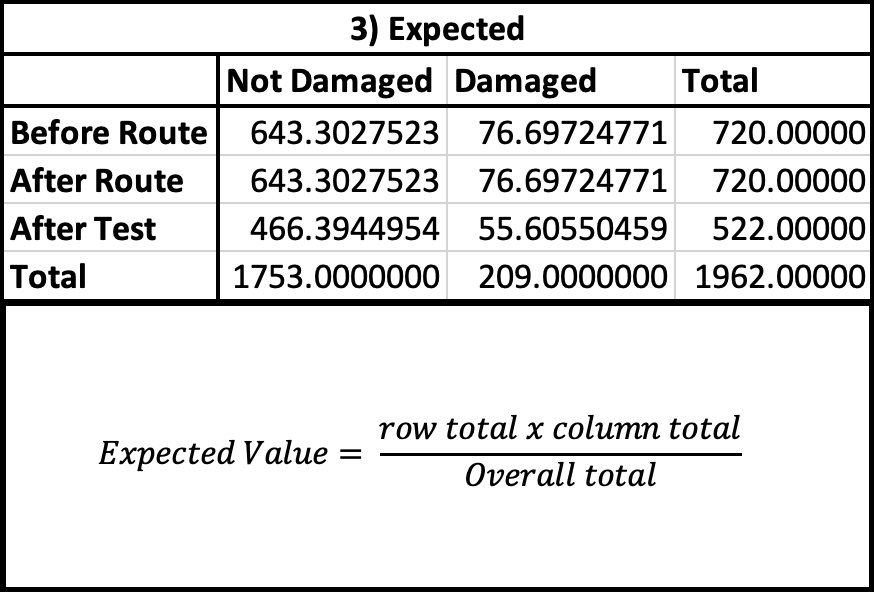 3) Expected
Not Damaged Damaged Total
Before Route 643.3027523 76.69724771 720.00000
After Route 643.3027523 76.69724771 720.00000
After Test 466.3944954 55.60550459 522.00000
Total 1753.0000000 209.0000000 1962.00000
row total x column total
Expected Value =
Overall total